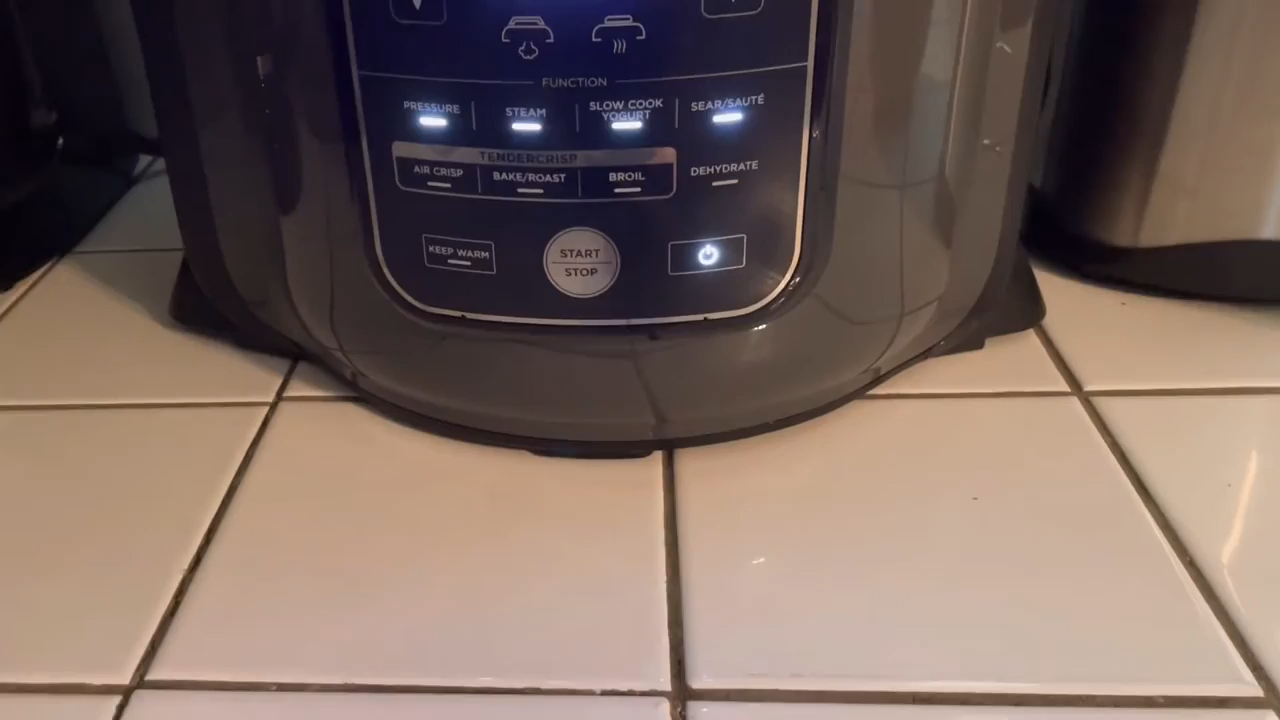 FUNCTION
PRESSURE
STEAM
SLOW COOK
YOGURT
SEAR/SAUTÉ
TENDERCRISP
AIR CRISP
BAKE/ROAST
BROIL
DEHYDRATE
KEEP WARM
START
STOP